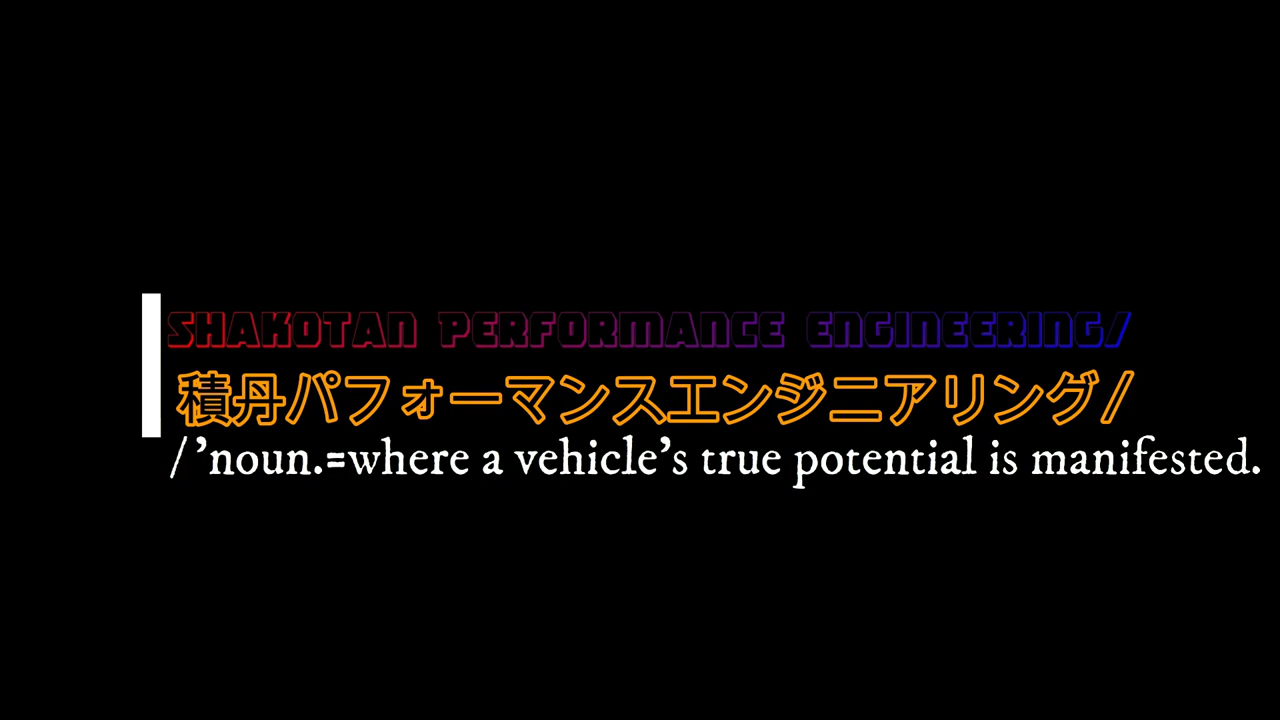 SHAKOTAN PERFORMANCE ENGINEERING/
積丹パフォーマンスエンジニアリング/
/'noun.=where a vehicle's true potential is manifested.